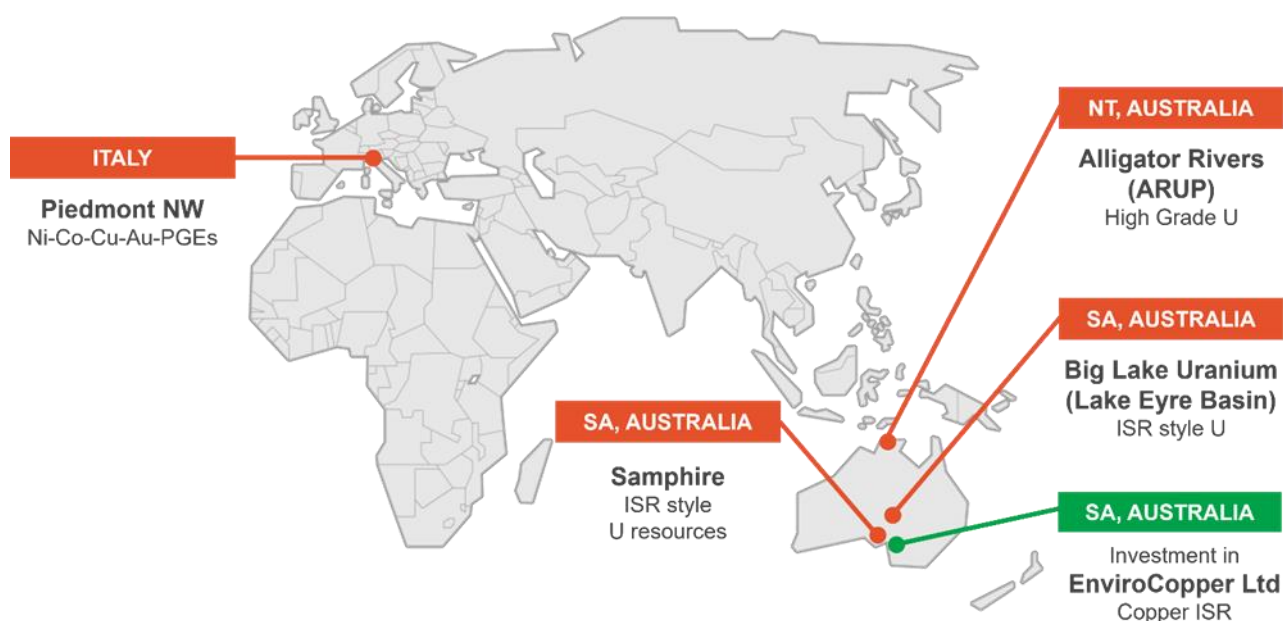 ITALY
Piedmont NW
Ni-Co-Cu-Au-PGEs
SA, AUSTRALIA
Samphire
ISR style
U resources
NT, AUSTRALIA
Alligator Rivers
(ARUP)
High Grade U
SA, AUSTRALIA
Big Lake Uranium
(Lake Eyre Basin)
ISR style U
SA, AUSTRALIA
Investment in
EnviroCopper Ltd
Copper ISR